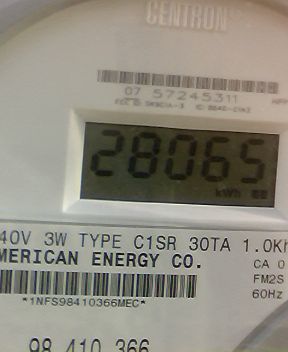 CENTRON
07 57245311
28065
kWh
40V 3W TYPE C1SR 30TA 1.0Kh
MERICAN ENERGY CO.
CA 0
FM2S
*1NFS98410366MEC*
60Hz
98 410 366